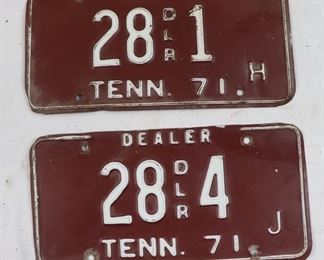 28 DLR 1 H
TENN. 71
DEALER
28 DLR 4 J
TENN. 71